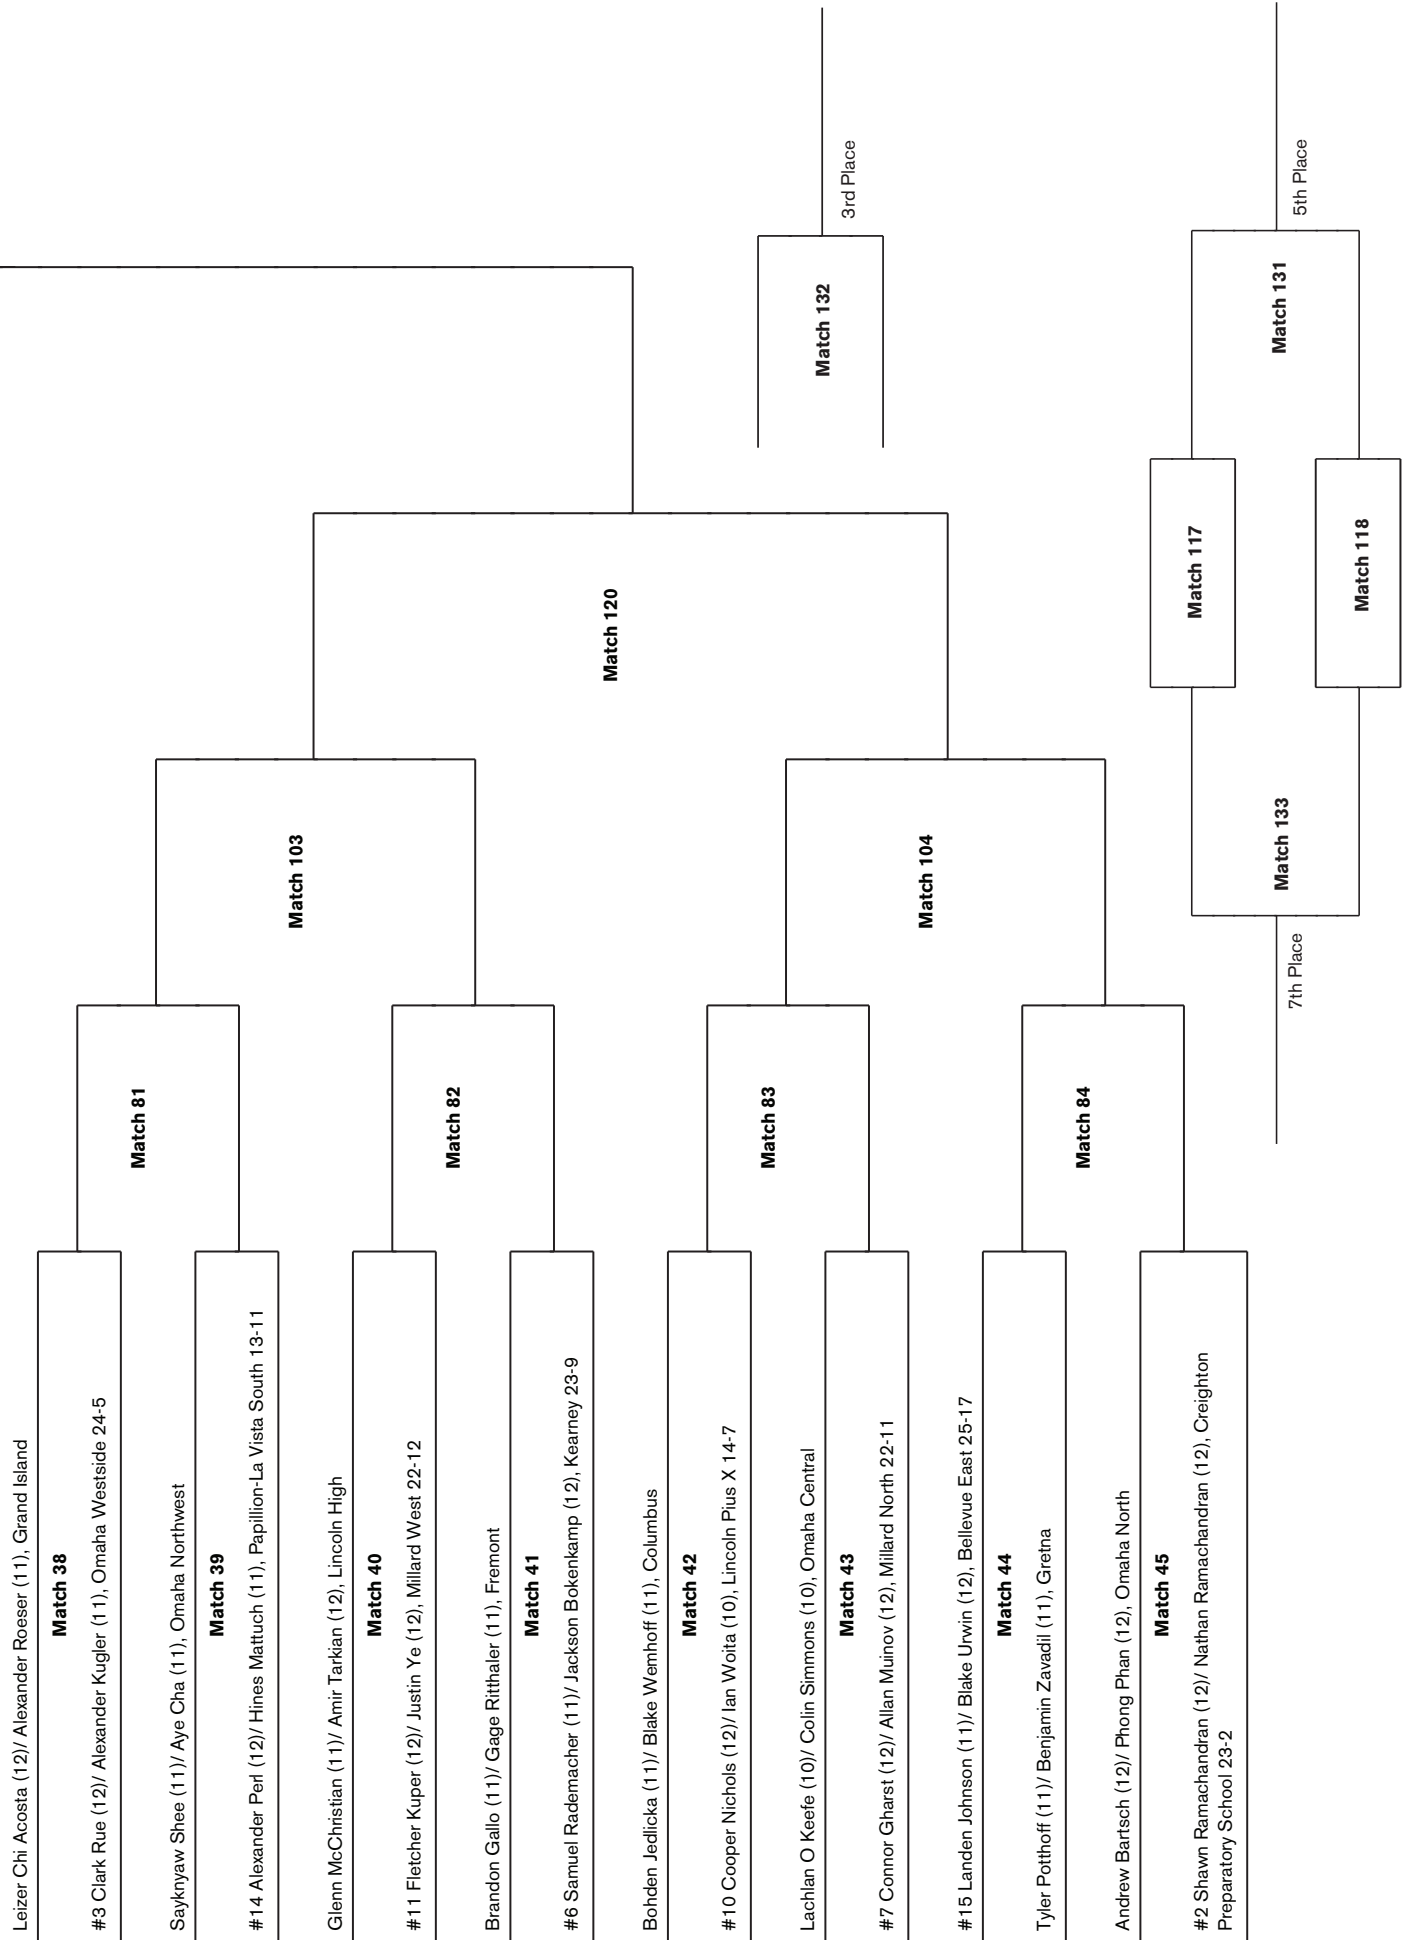 Leizer Chi Acosta (12)/ Alexander Roeser (11), Grand Island
Match 38
#3 Clark Rue (12)/ Alexander Kugler (11), Omaha Westside 24-5
Sayknyaw Shee (11)/ Aye Cha (11), Omaha Northwest
Match 39
#14 Alexander Perl (12)/ Hines Mattuch (11), Papillion-La Vista South 13-11
Glenn McChristian (11)/ Amir Tarkian (12), Lincoln High
Match 40
#11 Fletcher Kuper (12)/ Justin Ye (12), Millard West 22-12
Brandon Gallo (11)/ Gage Ritthaler (11), Fremont
Match 41
#6 Samuel Rademacher (11)/ Jackson Bokenkamp (12), Kearney 23-9
Bohden Jedlicka (11)/ Blake Wemhoff (11), Columbus
Match 42
#10 Cooper Nichols (12)/ Ian Woita (10), Lincoln Pius X 14-7
Lachlan O Keefe (10)/ Colin Simmons (10), Omaha Central
Match 43
#7 Connor Gharst (12)/ Allan Muinov (12), Millard North 22-11
#15 Landen Johnson (11)/ Blake Urwin (12), Bellevue East 25-17
Match 44
Tyler Potthoff (11)/ Benjamin Zavadil (11), Gretna
Andrew Bartsch (12)/ Phong Phan (12), Omaha North
Match 45
#2 Shawn Ramachandran (12)/ Nathan Ramachandran (12), Creighton
Preparatory School 23-2
Match 81
Match 82
Match 83
Match 84
Match 103
Match 104
Match 120
Match 132
3rd Place
Match 117
Match 118
Match 131
5th Place
Match 133
7th Place